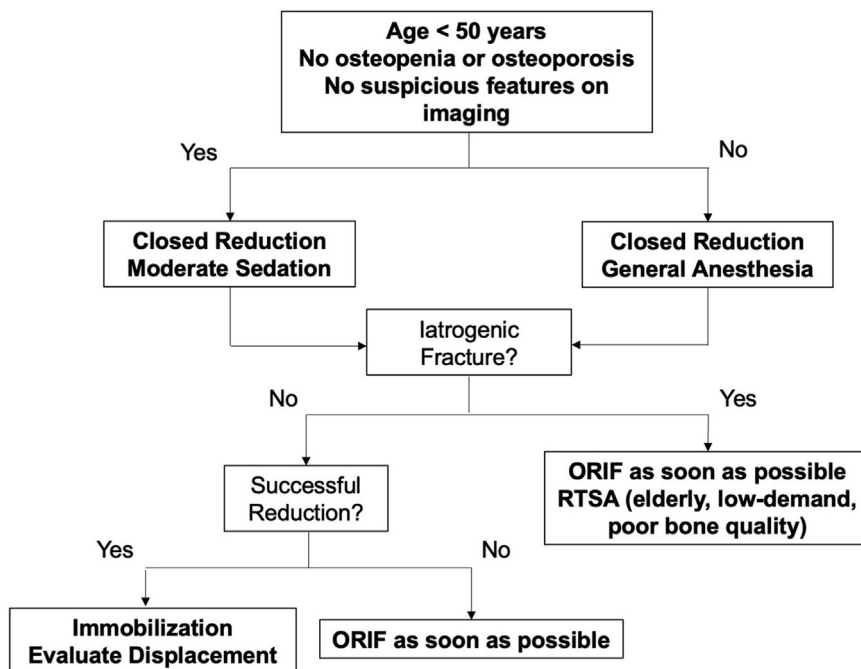 Age < 50 years
No osteopenia or osteoporosis
No suspicious features on
imaging
Yes
No
Closed Reduction
Moderate Sedation
Closed Reduction
General Anesthesia
Iatrogenic
Fracture?
No
Yes
Successful
Reduction?
ORIF as soon as possible
RTSA (elderly, low-demand,
poor bone quality)
Yes
No
Immobilization
Evaluate Displacement
ORIF as soon as possible